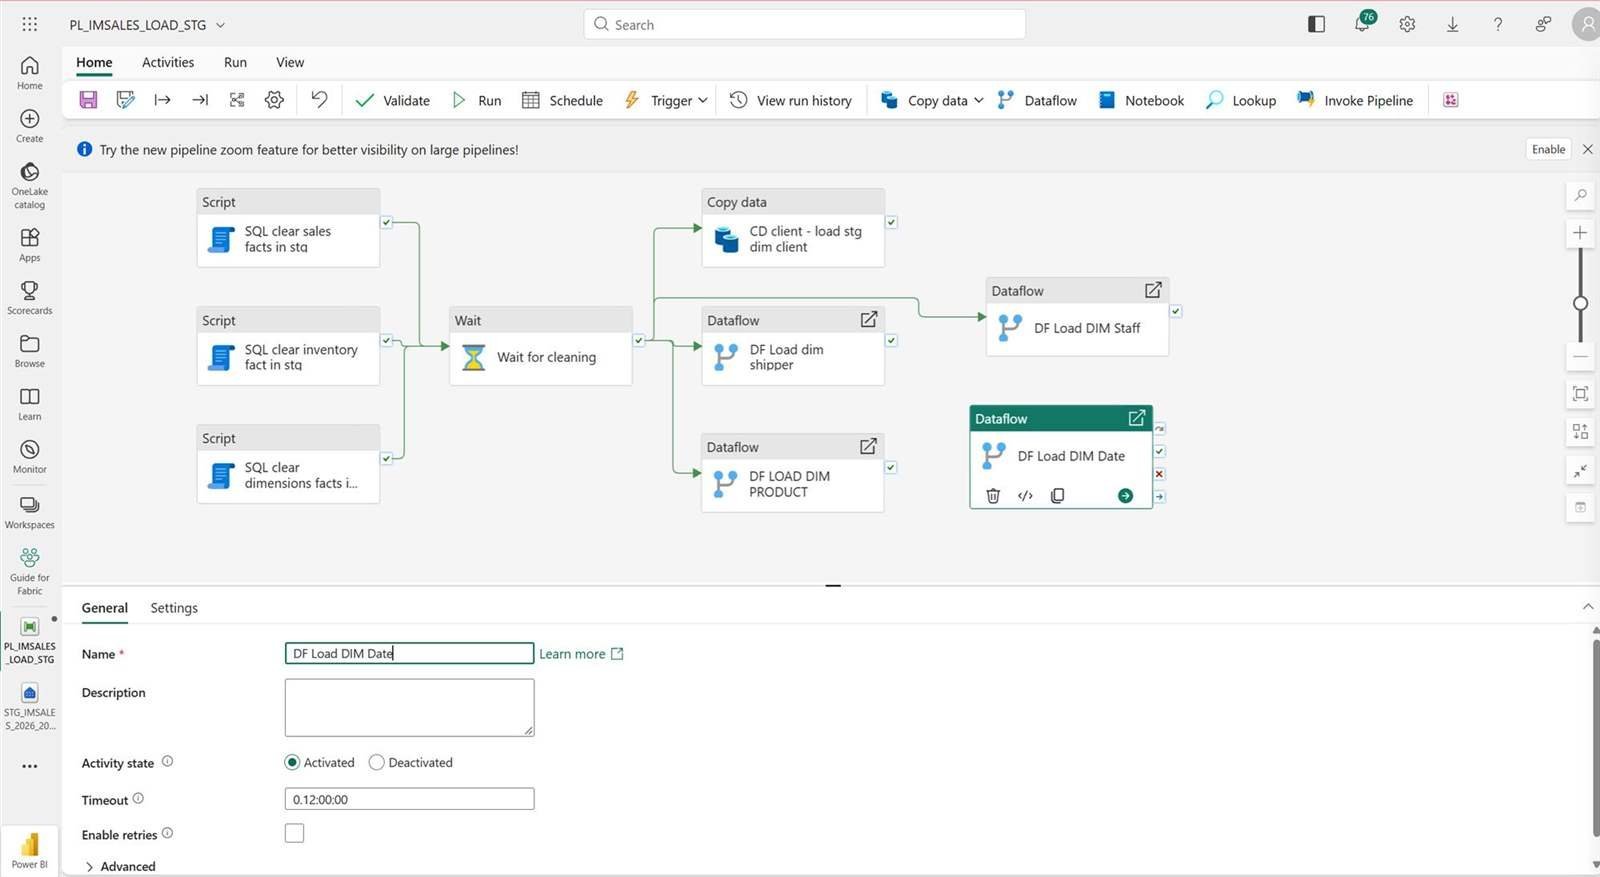 PL_IMSALES_LOAD_STG
Search
76
Home
Activities
Run
View
Validate
Run
Schedule
Trigger
View run history
Copy data
Dataflow
Notebook
Lookup
Invoke Pipeline
Try the new pipeline zoom feature for better visibility on large pipelines!
Enable
Home
Create
OneLake
catalog
Apps
Scorecards
Browse
Learn
Monitor
Workspaces
Guide for
Fabric
PL_IMSALES
_LOAD_STG
STG_IMSALE
S_2026_20...
Power BI
Script
SQL clear sales
facts in stg
Script
SQL clear inventory
fact in stg
Script
SQL clear
dimensions facts i...
Wait
Wait for cleaning
Copy data
CD client - load stg
dim client
Dataflow
DF Load dim
shipper
Dataflow
DF LOAD DIM
PRODUCT
Dataflow
DF Load DIM Staff
Dataflow
DF Load DIM Date
General
Settings
Name *
DF Load DIM Date
Learn more
Description
Activity state
Activated
Deactivated
Timeout
0.12:00:00
Enable retries
Advanced